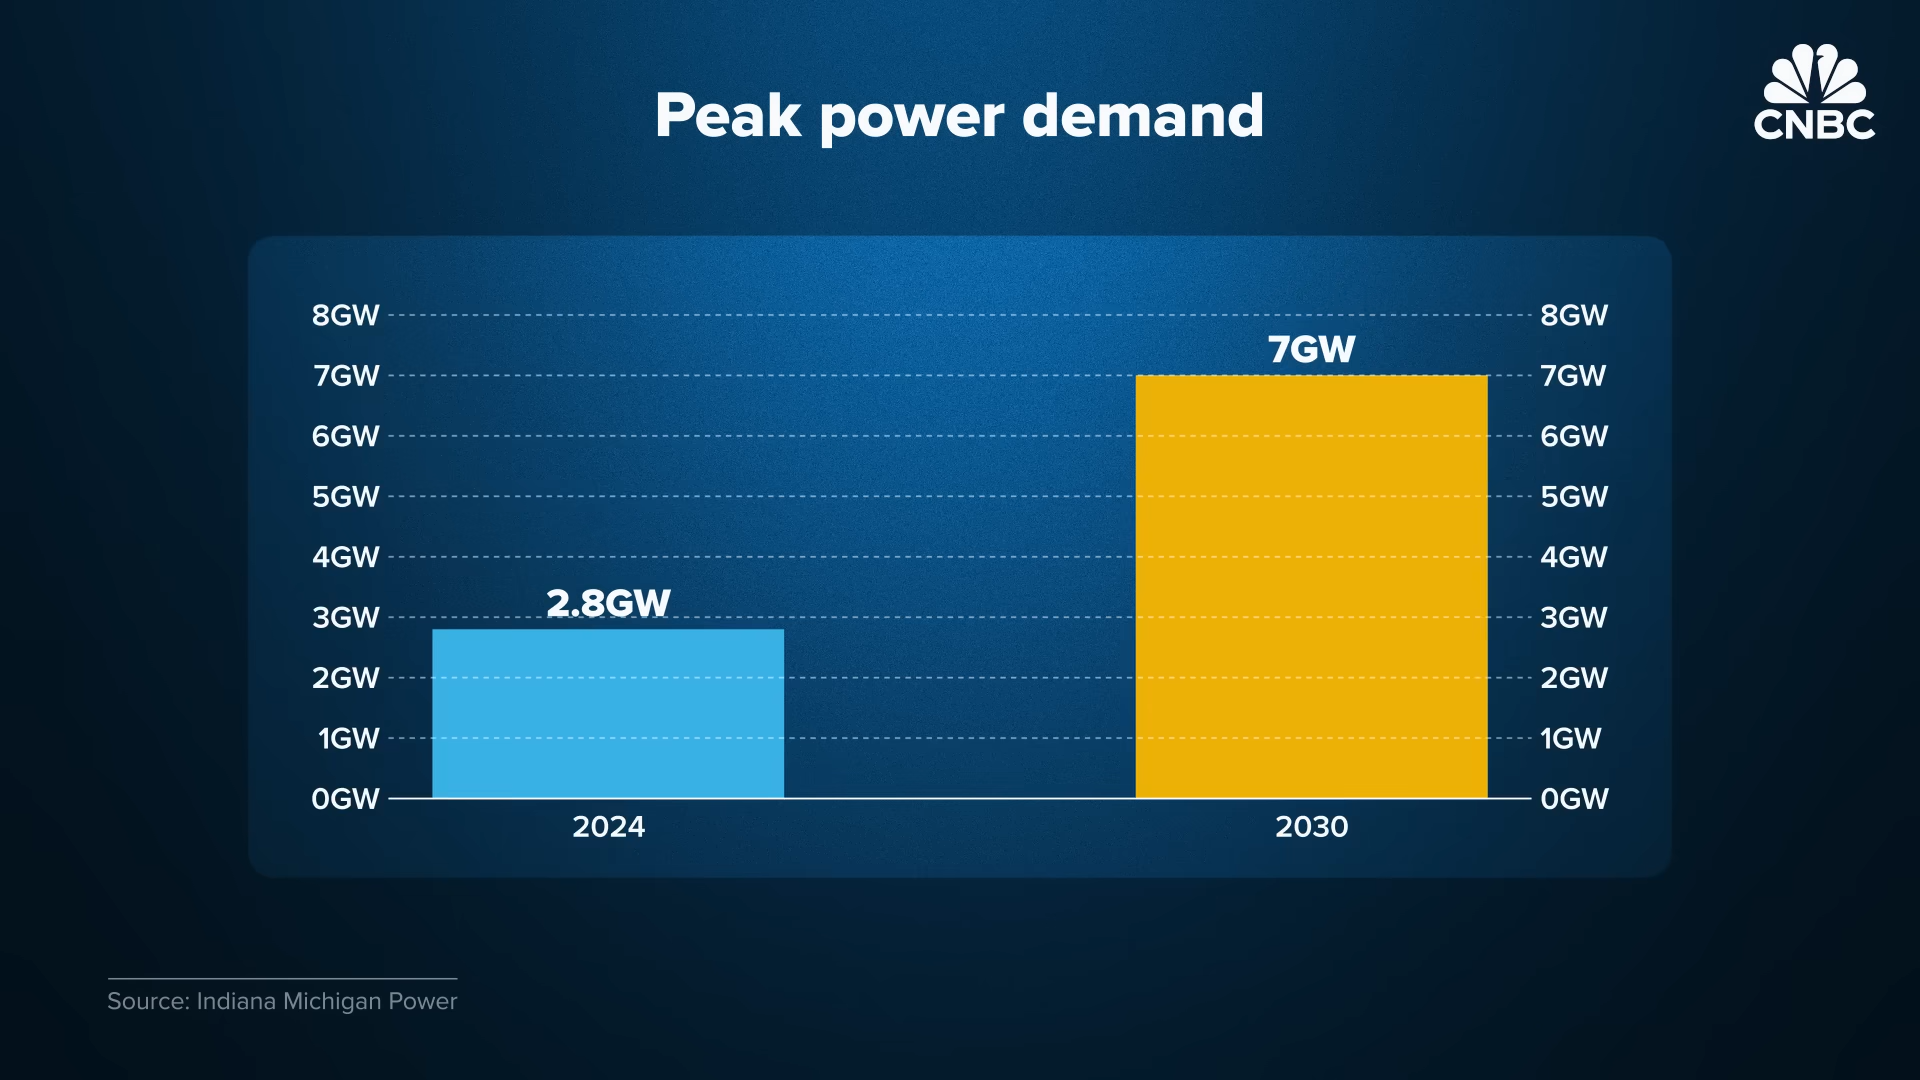 Peak power demand
CNBC
8GW 8GW
7GW
7GW 7GW
6GW 6GW
5GW 5GW
4GW 4GW
2.8GW
3GW 3GW
2GW 2GW
1GW 1GW
0GW 0GW
2024 2030
Source: Indiana Michigan Power